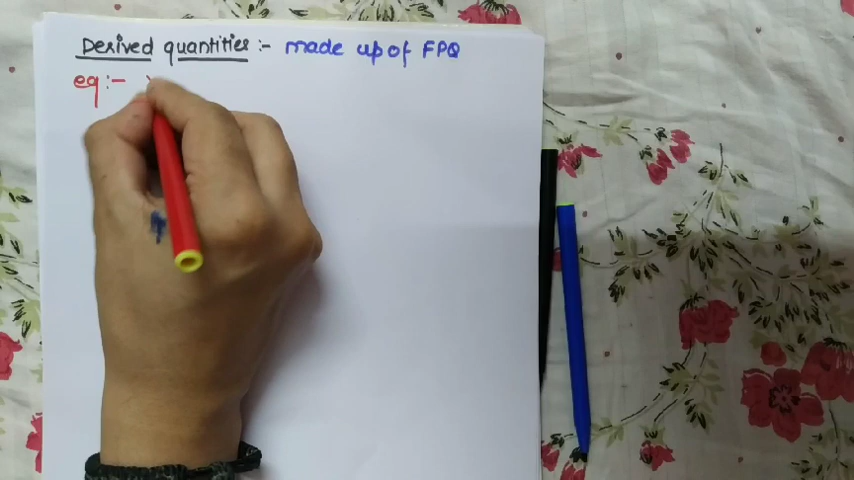 Derived quantities :- made up of FPQ
eg :-